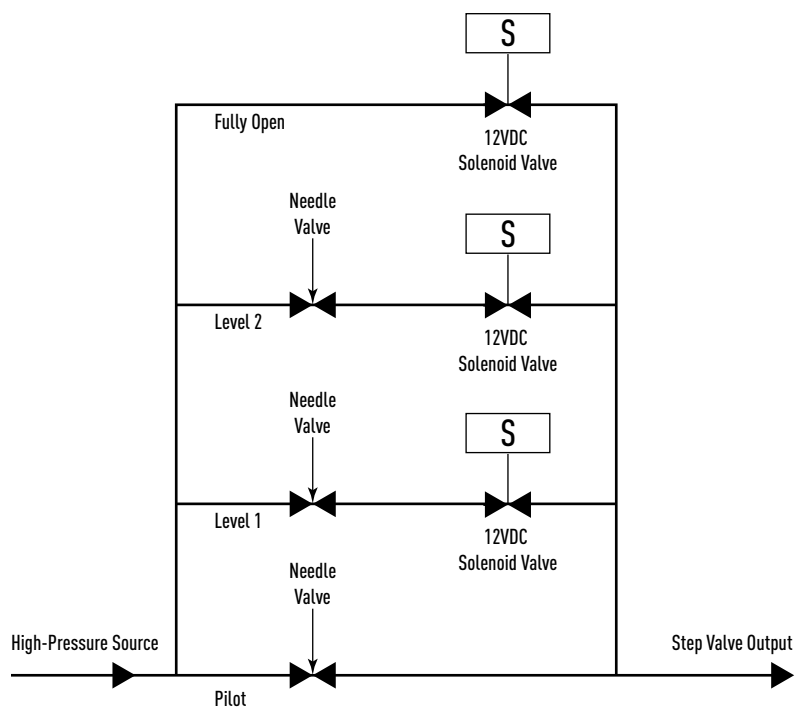 S
Fully Open
12VDC
Solenoid Valve
Needle
Valve
S
Level 2
12VDC
Solenoid Valve
Needle
Valve
S
Level 1
12VDC
Solenoid Valve
Needle
Valve
High-Pressure Source
Step Valve Output
Pilot